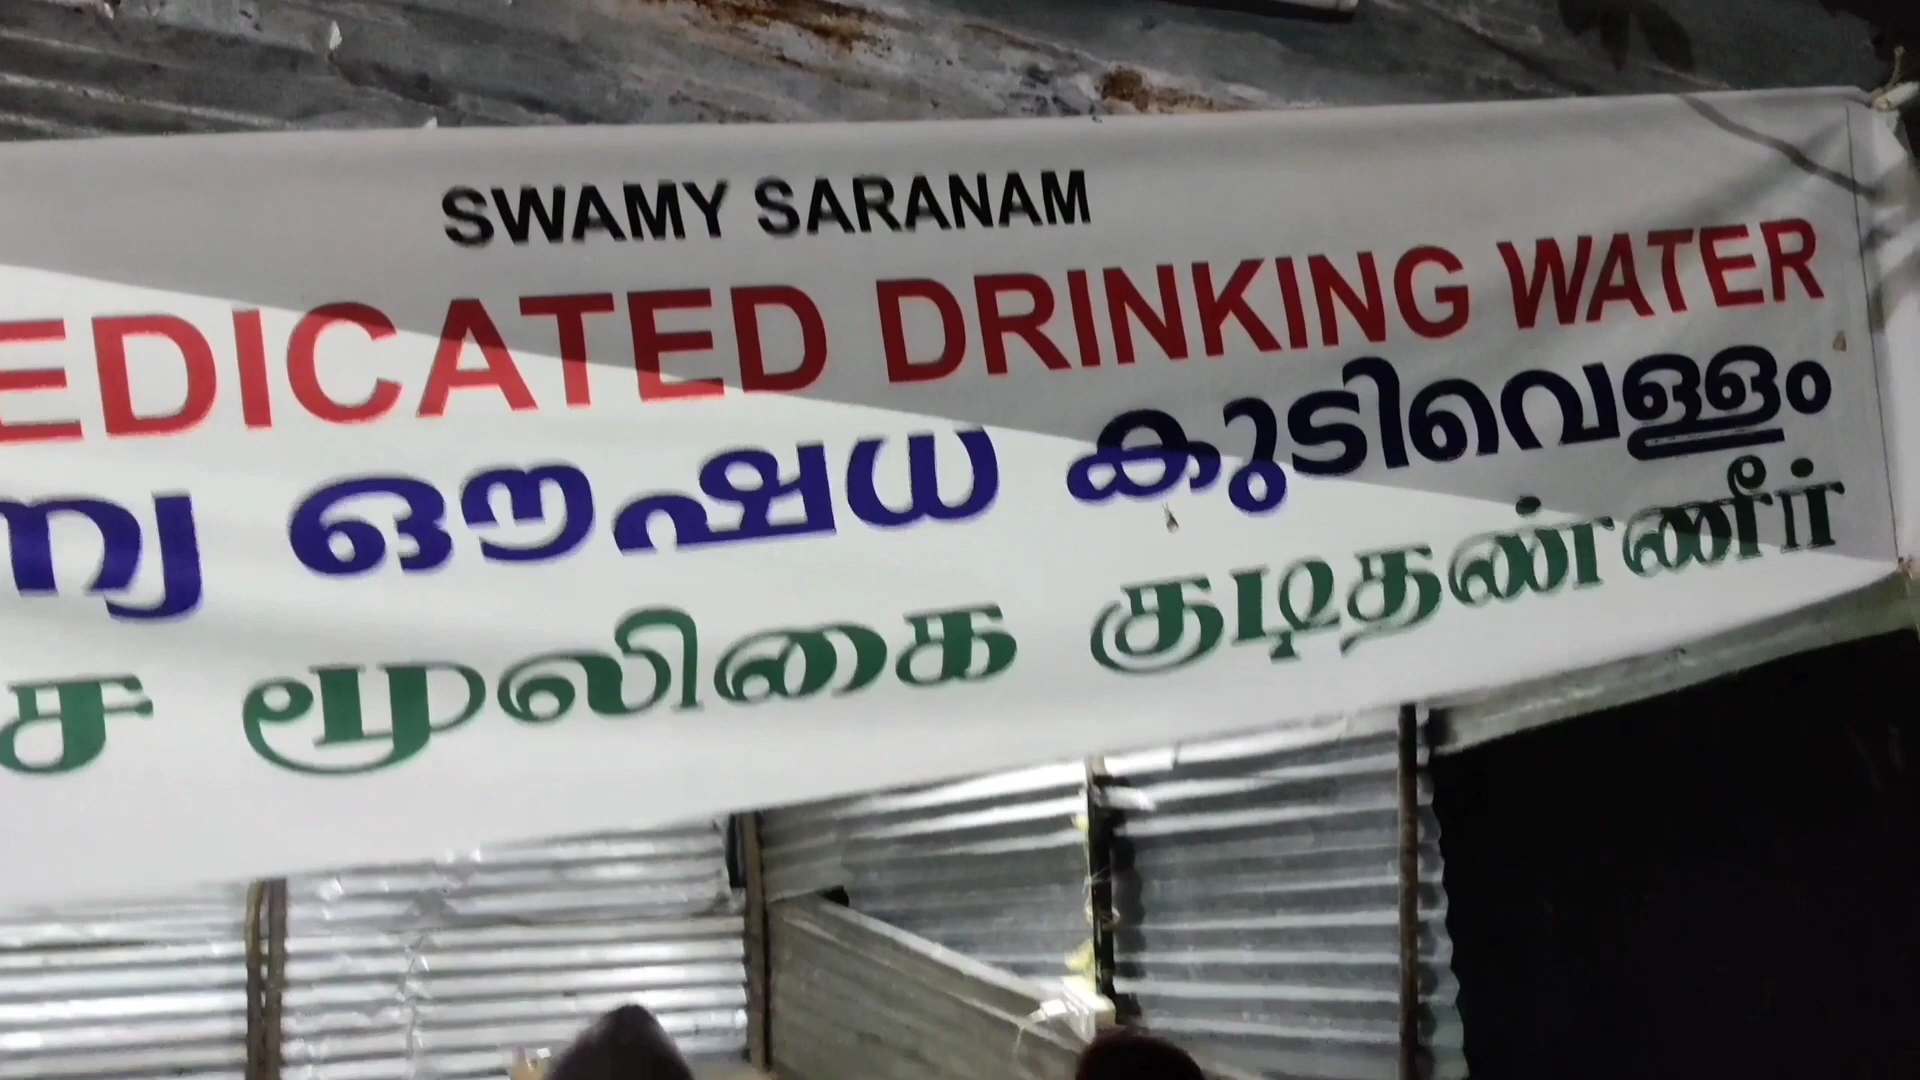 SWAMY SARANAM
EDICATED DRINKING WATER
ന്യ ഔഷധ കുടിവെള്ളം
ச மூலிகை குடிதண்ணீர்